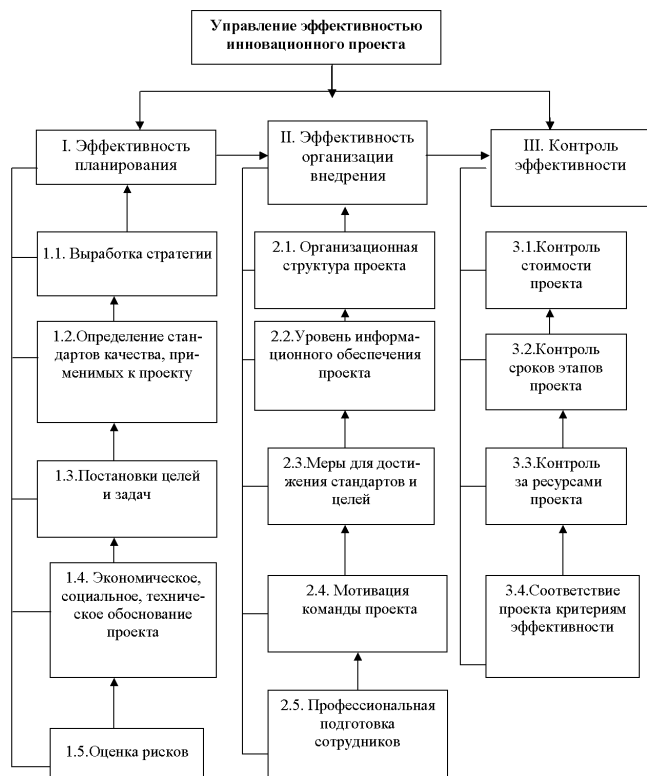 Управление эффективностью
инновационного проекта
I. Эффективность
планирования
II. Эффективность
организации
внедрения
III. Контроль
эффективности
1.1. Выработка стратегии
1.2.Определение стан-
дартов качества, при-
менимых к проекту
1.3.Постановки целей
и задач
1.4. Экономическое,
социальное, техниче-
ское обоснование
проекта
1.5.Оценка рисков
2.1. Организационная
структура проекта
2.2.Уровень информа-
ционного обеспечения
проекта
2.3.Меры для дости-
жения стандартов и
целей
2.4. Мотивация
команды проекта
2.5. Профессиональная
подготовка
сотрудников
3.1.Контроль
стоимости
проекта
3.2.Контроль
сроков этапов
проекта
3.3.Контроль
за ресурсами
проекта
3.4.Соответствие
проекта критериям
эффективности